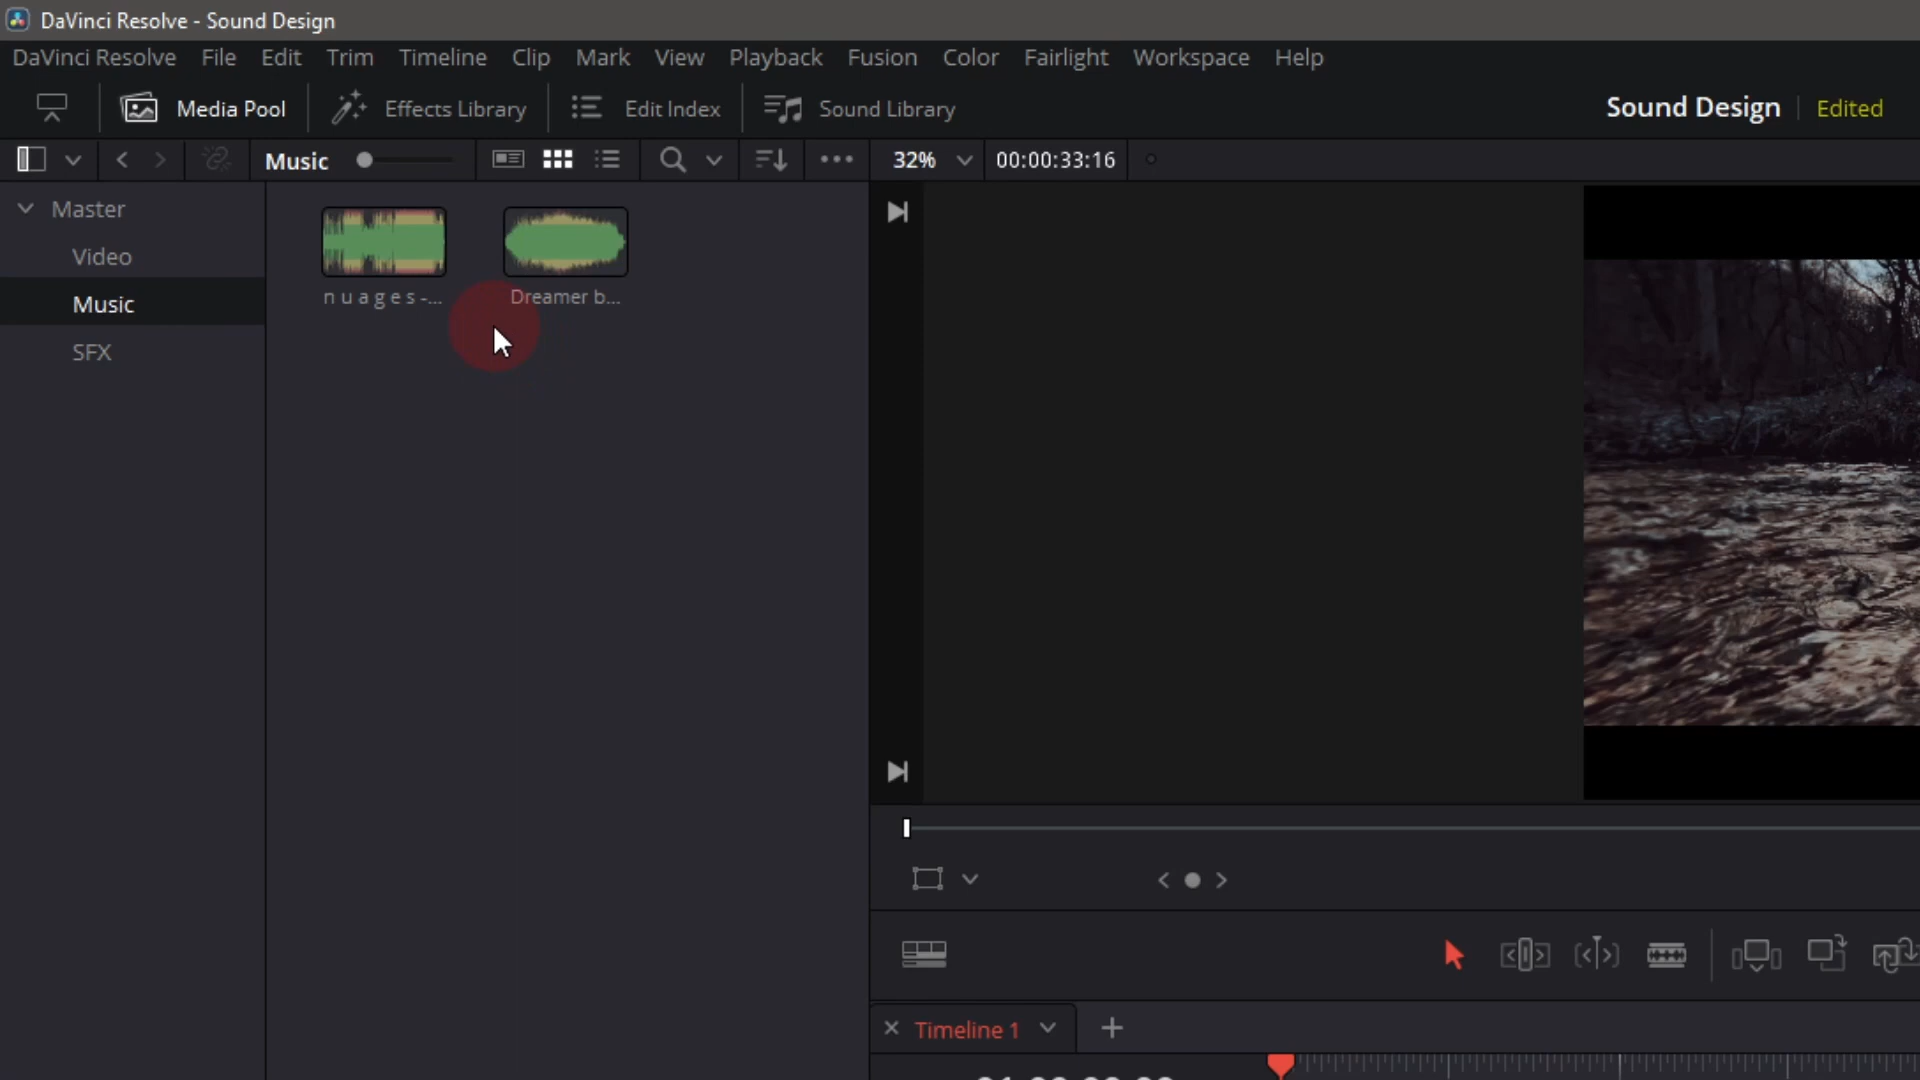 DaVinci Resolve - Sound Design
DaVinci Resolve File Edit Trim Timeline Clip Mark View Playback Fusion Color Fairlight Workspace Help
Media Pool Effects Library Edit Index Sound Library Sound Design Edited
Music 32% 00:00:33:16
Master
Video
Music
SFX
n u a g e s -... Dreamer b...
Timeline 1